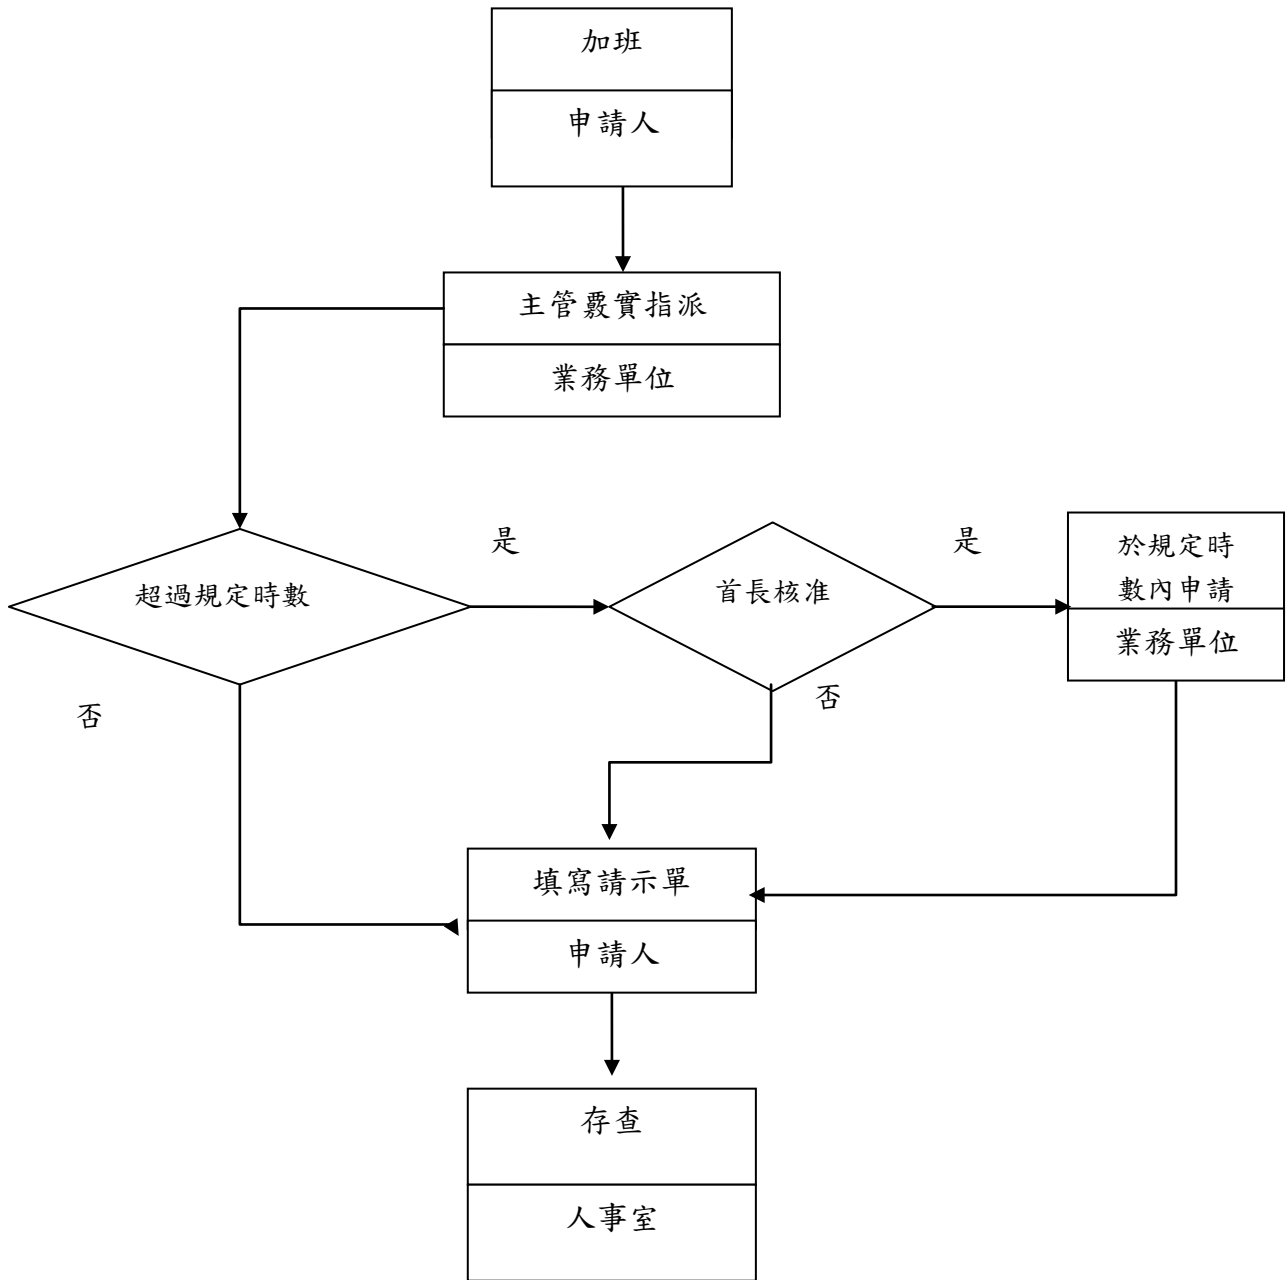 加班
申請人
主管覈實指派
業務單位
超過規定時數
是
首長核准
是
於規定時
數內申請
業務單位
否
否
填寫請示單
申請人
存查
人事室